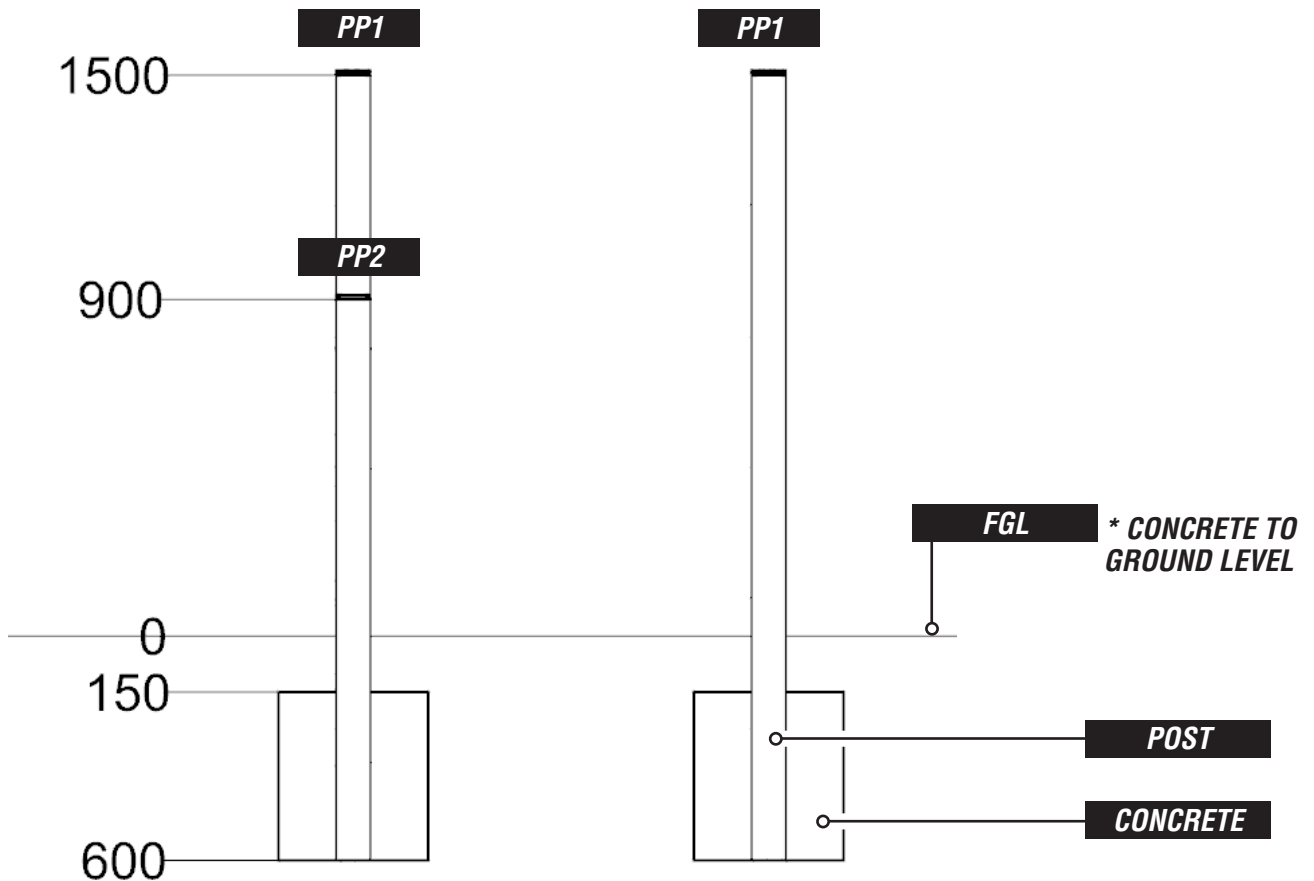 PP1
PP1
1500
PP2
900
FGL
* CONCRETE TO
GROUND LEVEL
0
150
POST
CONCRETE
600